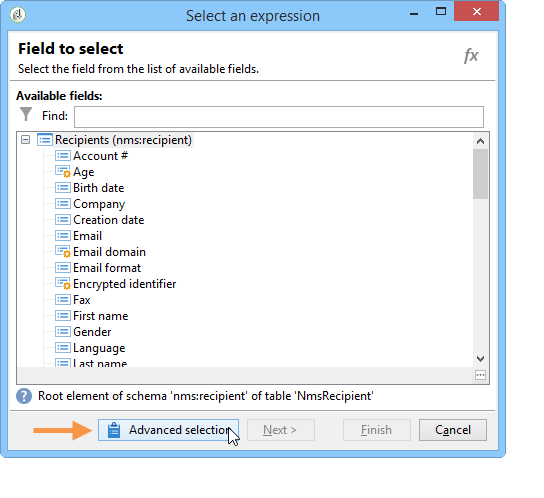 Select an expression
Field to select
Select the field from the list of available fields.
fx
Available fields:
Find:
Recipients (nms:recipient)
Account #
Age
Birth date
Company
Creation date
Email
Email domain
Email format
Encrypted identifier
Fax
First name
Gender
Language
Last name
Root element of schema 'nms:recipient' of table 'NmsRecipient'
Advanced selection
Next >
Finish
Cancel